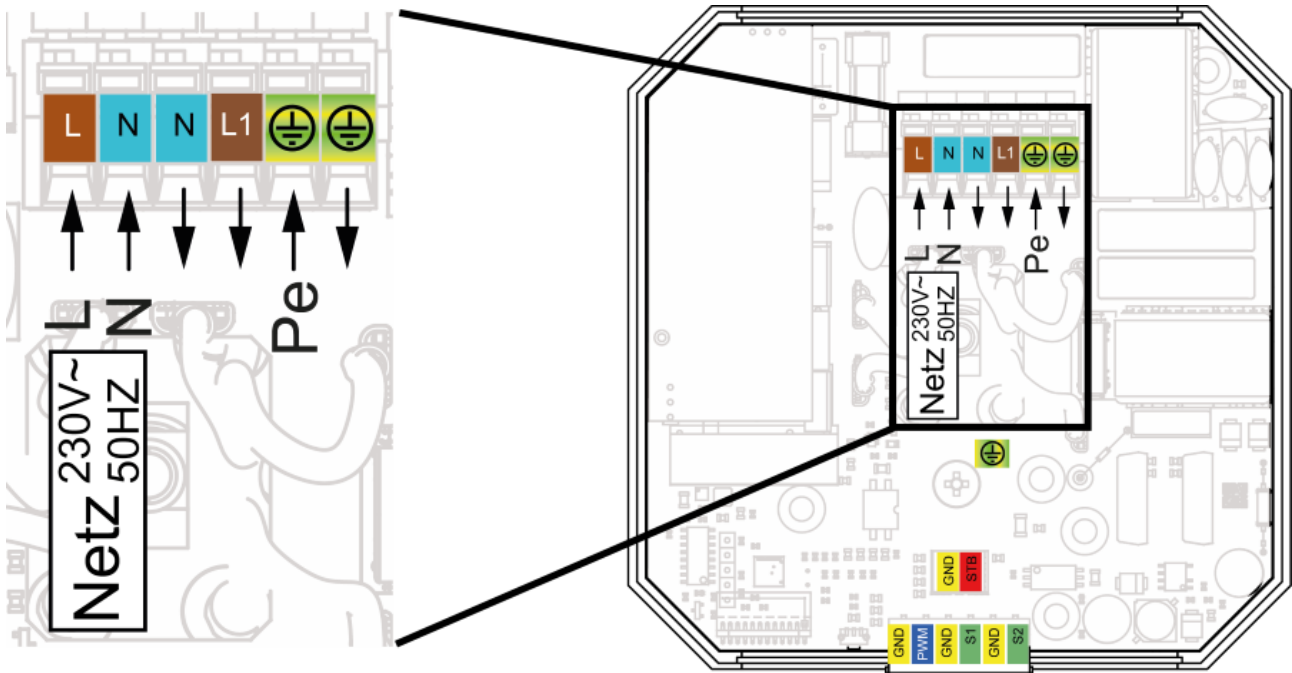 L N N L1
L
N
Pe
Netz 230V~
50HZ
L N N L1
L
N
Pe
Netz 230V~
50HZ
GND STB
GND PWM GND S1 GND S2